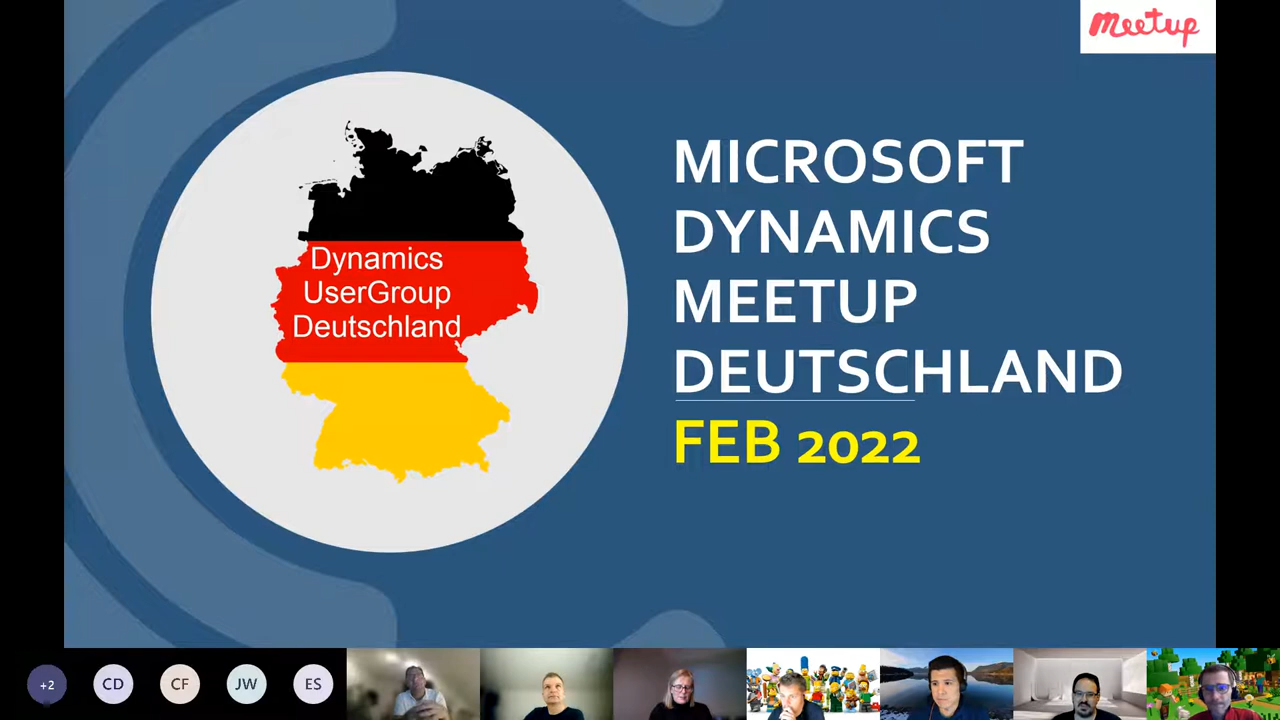 Meetup
Dynamics
UserGroup
Deutschland
MICROSOFT
DYNAMICS
MEETUP
DEUTSCHLAND
FEB 2022
+2
CD
CF
JW
ES